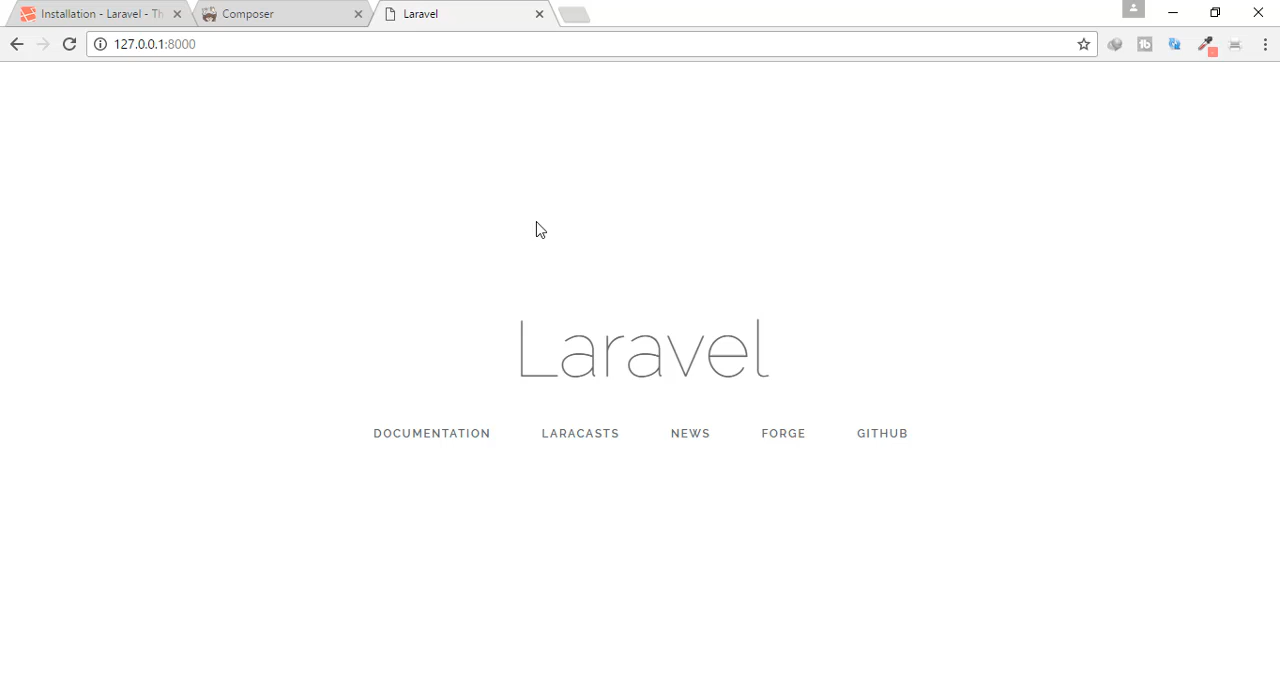 Installation - Laravel - Th
Composer
Laravel
127.0.0.1:8000
Laravel
DOCUMENTATION LARACASTS NEWS FORGE GITHUB